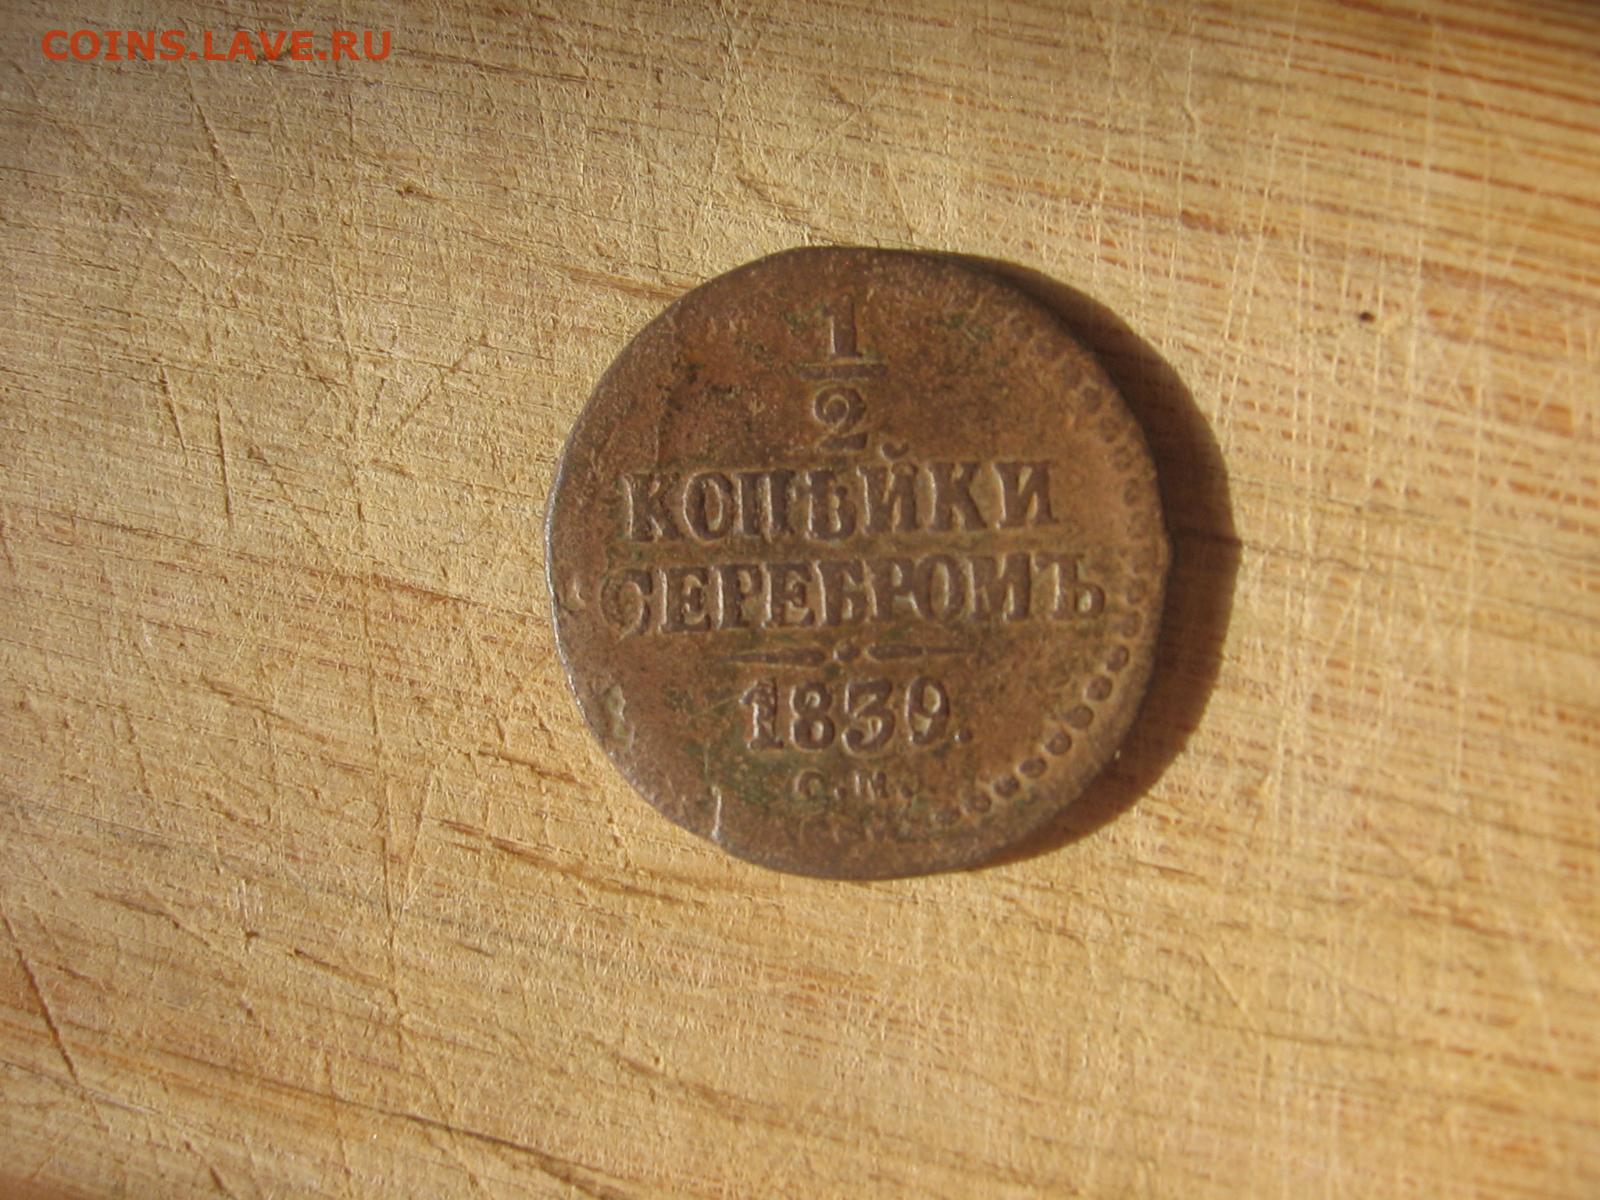 COINS.LAVE.RU
1
2
КОПѢЙКИ
СЕРЕБРОМЪ
1839.
С.М.